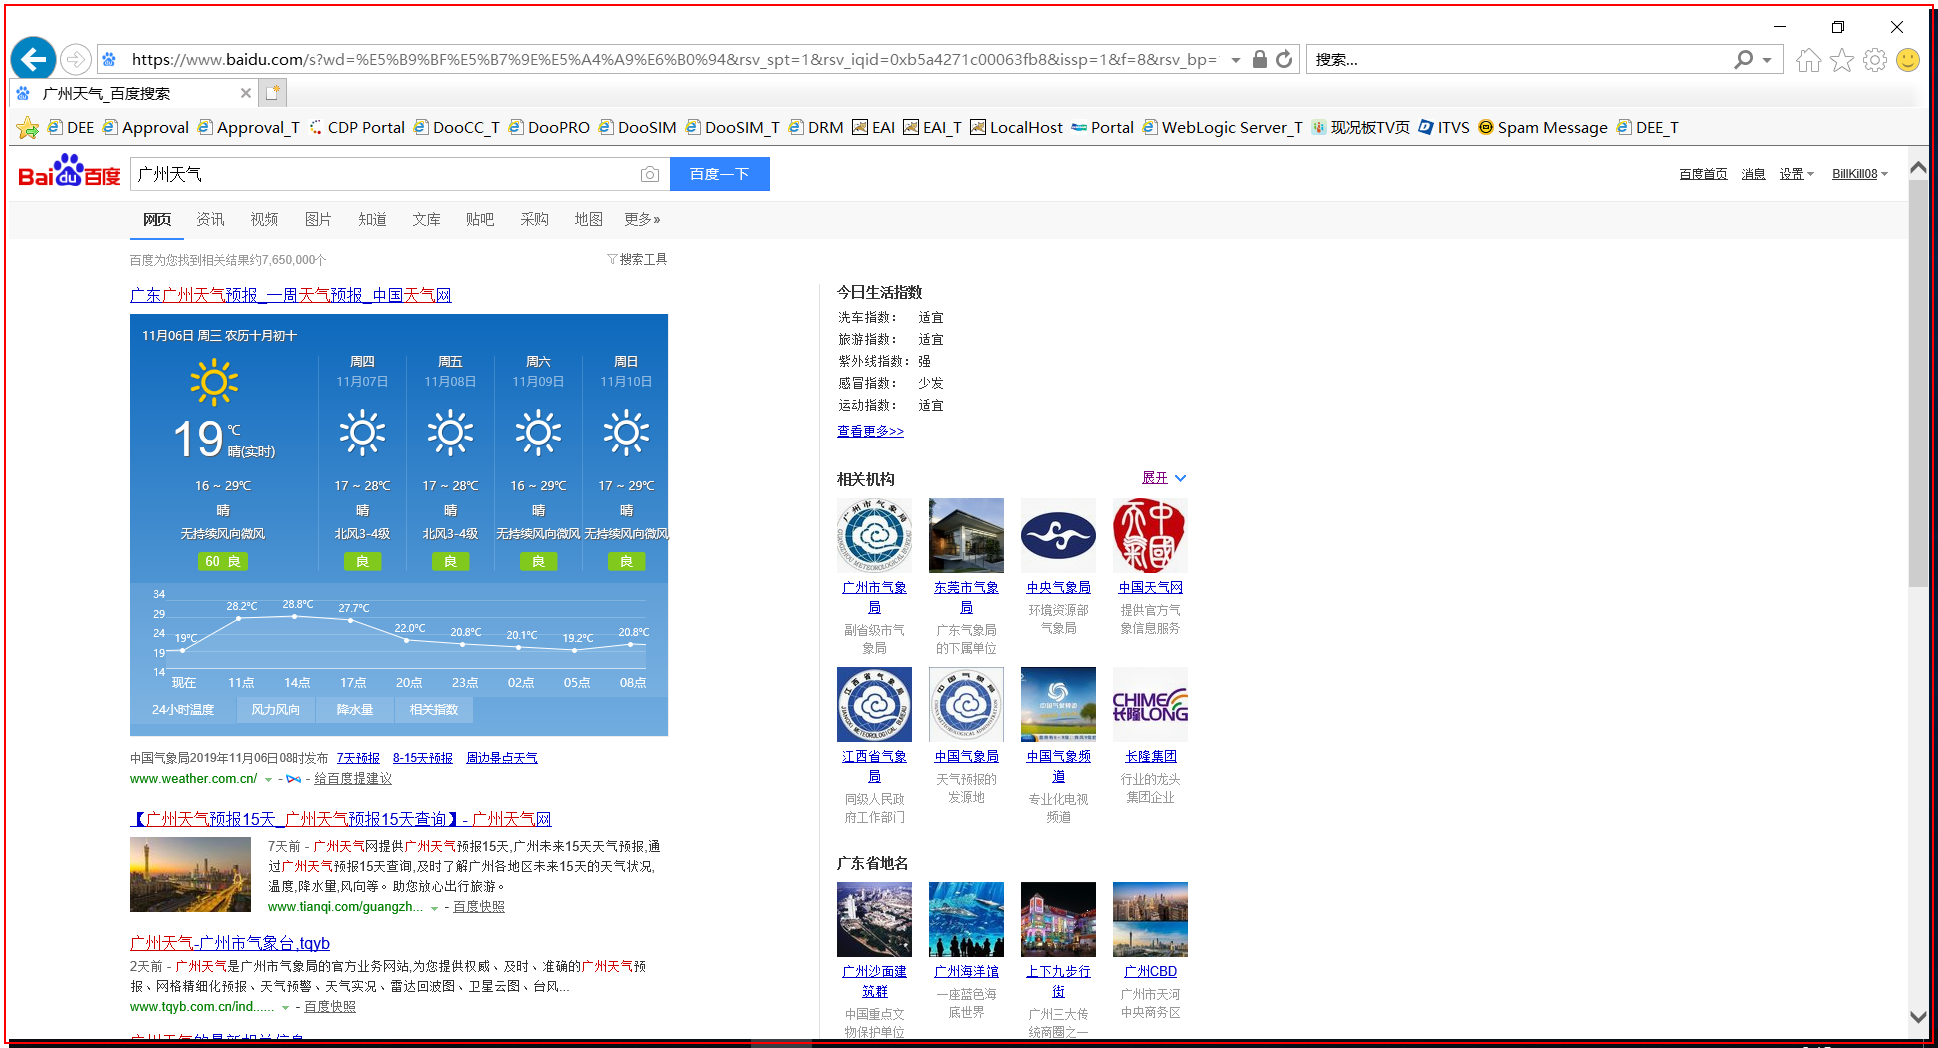 https://www.baidu.com/s?wd=%E5%B9%BF%E5%B7%9E%E5%A4%A9%E6%B0%94&rsv_spt=1&rsv_iqid=0xb5a4271c00063fb8&issp=1&f=8&rsv_bp=
搜索...
广州天气_百度搜索
DEE Approval Approval_T CDP Portal DooCC_T DooPRO DooSIM DooSIM_T DRM EAI EAI_T LocalHost Portal WebLogic Server_T 现况板TV页 ITVS Spam Message DEE_T
Bai du 百度 广州天气 百度一下 百度首页 消息 设置 BillKill08
网页 资讯 视频 图片 知道 文库 贴吧 采购 地图 更多»
百度为您找到相关结果约7,650,000个 搜索工具
广东广州天气预报_一周天气预报_中国天气网
11月06日 周三 农历十月初十
周四 周五 周六 周日
11月07日 11月08日 11月09日 11月10日
19 ℃ 晴(实时)
16 ~ 29℃ 17 ~ 28℃ 17 ~ 28℃ 16 ~ 29℃ 17 ~ 29℃
晴 晴 晴 晴 晴
无持续风向微风 北风3-4级 北风3-4级 无持续风向微风 无持续风向微风
60 良 良 良 良 良
34
29
24
19
14
19℃ 28.2℃ 28.8℃ 27.7℃ 22.0℃ 20.8℃ 20.1℃ 19.2℃ 20.8℃
现在 11点 14点 17点 20点 23点 02点 05点 08点
24小时温度 风力风向 降水量 相关指数
中国气象局2019年11月06日08时发布 7天预报 8-15天预报 周边景点天气
www.weather.com.cn/ - - 给百度提建议
【广州天气预报15天_广州天气预报15天查询】- 广州天气网
7天前 - 广州天气网提供广州天气预报15天,广州未来15天天气预报,通
过广州天气预报15天查询,及时了解广州各地区未来15天的天气状况,
温度,降水量,风向等。助您放心出行旅游。
www.tianqi.com/guangzh... - 百度快照
广州天气-广州市气象台,tqyb
2天前 - 广州天气是广州市气象局的官方业务网站,为您提供权威、及时、准确的广州天气预
报、网格精细化预报、天气预警、天气实况、雷达回波图、卫星云图、台风...
www.tqyb.com.cn/ind...... - 百度快照
广州天气的最新相关信息
今日生活指数
洗车指数： 适宜
旅游指数： 适宜
紫外线指数： 强
感冒指数： 少发
运动指数： 适宜
查看更多>>
相关机构 展开
广州市气象局 东莞市气象局 中央气象局 中国天气网
副省级市气象局 广东气象局的下属单位 环境资源部气象局 提供官方气象信息服务
CHIMELONG 长隆
江西省气象局 中国气象局 中国气象频道 长隆集团
同级人民政府工作部门 天气预报的发源地 专业化电视频道 行业的龙头集团企业
广东省地名
广州沙面建筑群 广州海洋馆 上下九步行街 广州CBD
中国重点文物保护单位 一座蓝色海底世界 广州三大传统商圈之一 广州市天河中央商务区